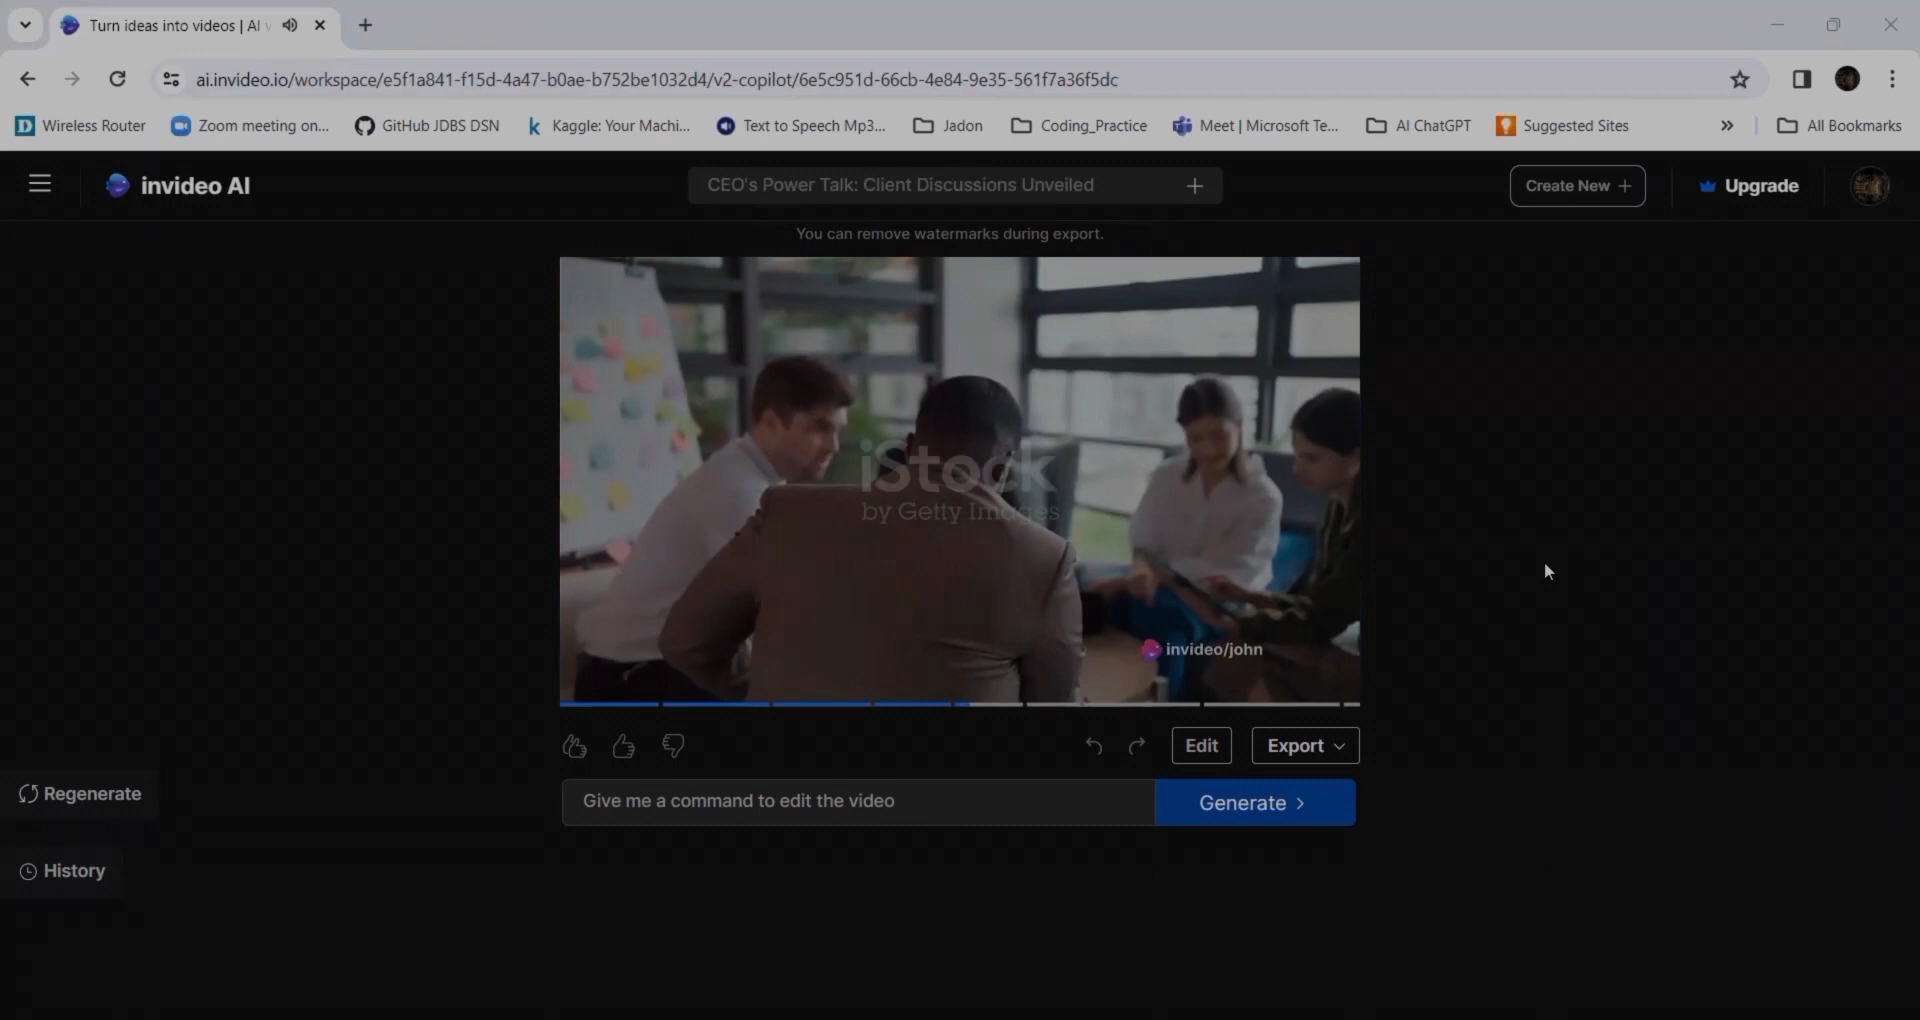 Turn ideas into videos | AI
ai.invideo.io/workspace/e5f1a841-f15d-4a47-b0ae-b752be1032d4/v2-copilot/6e5c951d-66cb-4e84-9e35-561f7a36f5dc
Wireless Router
Zoom meeting on...
GitHub JDBS DSN
Kaggle: Your Machi...
Text to Speech Mp3...
Jadon
Coding_Practice
Meet | Microsoft Te...
AI ChatGPT
Suggested Sites
All Bookmarks
invideo AI
CEO's Power Talk: Client Discussions Unveiled
Create New
Upgrade
You can remove watermarks during export.
iStock
by Getty Images
invideo/john
Edit
Export
Regenerate
Give me a command to edit the video
Generate
History